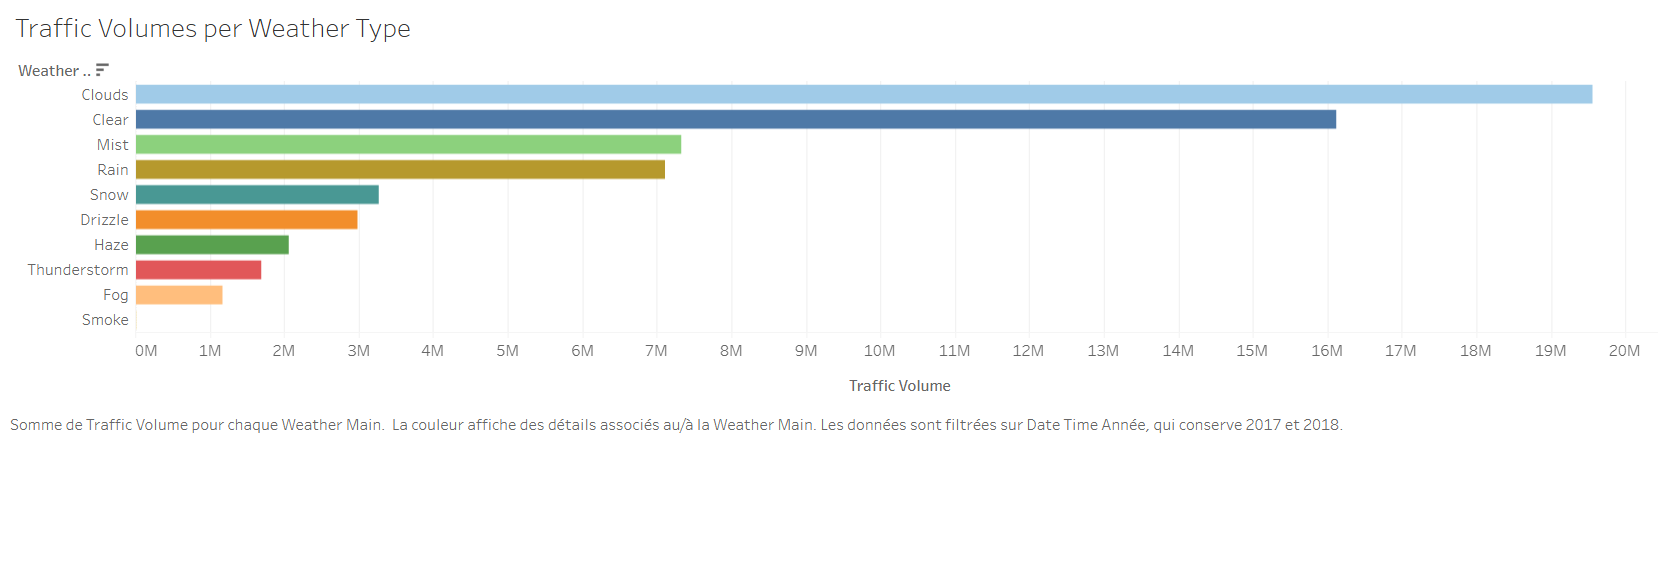 Traffic Volumes per Weather Type
Weather ..
Clouds
Clear
Mist
Rain
Snow
Drizzle
Haze
Thunderstorm
Fog
Smoke
0M 1M 2M 3M 4M 5M 6M 7M 8M 9M 10M 11M 12M 13M 14M 15M 16M 17M 18M 19M 20M
Traffic Volume
Somme de Traffic Volume pour chaque Weather Main.  La couleur affiche des détails associés au/à la Weather Main. Les données sont filtrées sur Date Time Année, qui conserve 2017 et 2018.